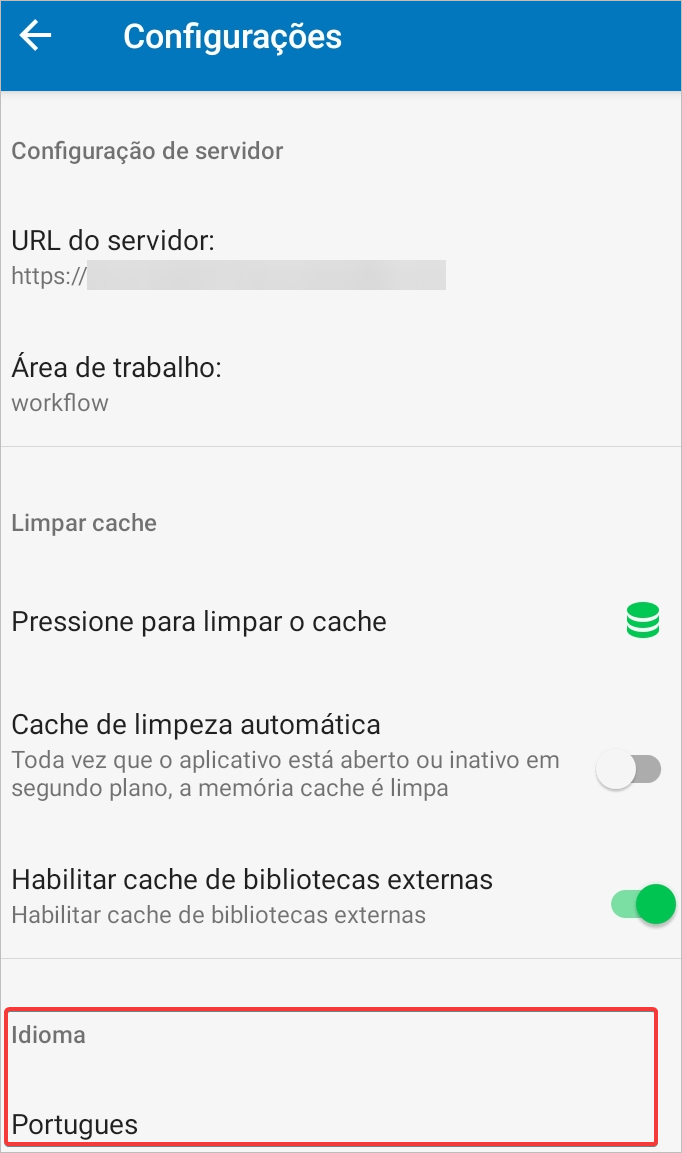 Configurações
Configuração de servidor
URL do servidor:
https://
Área de trabalho:
workflow
Limpar cache
Pressione para limpar o cache
Cache de limpeza automática
Toda vez que o aplicativo está aberto ou inativo em
segundo plano, a memória cache é limpa
Habilitar cache de bibliotecas externas
Habilitar cache de bibliotecas externas
Idioma
Portugues